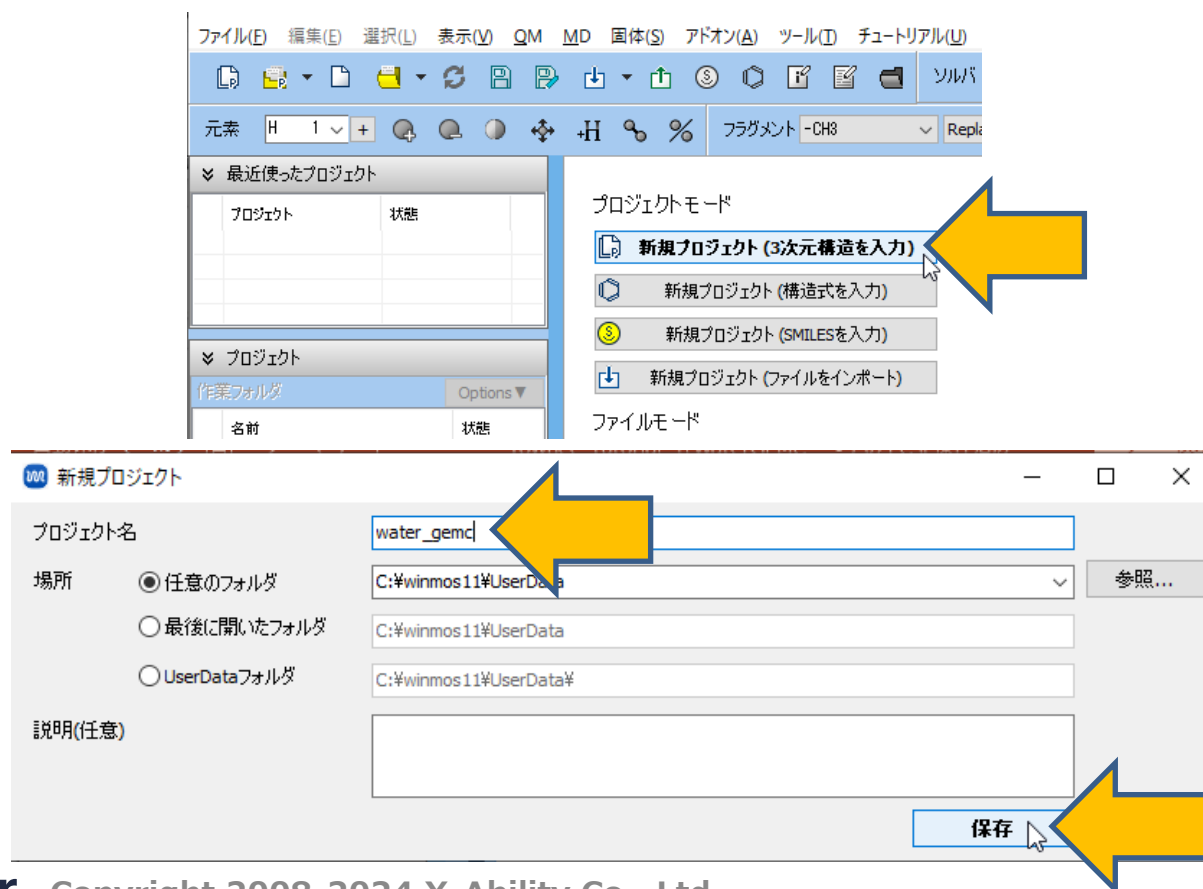 ファイル(F) 編集(E) 選択(L) 表示(V) QM MD 固体(S) アドオン(A) ツール(T) チュートリアル(U)
ソルバ
元素 H 1 + +H フラグメント -CH3
最近使ったプロジェクト
プロジェクト 状態
プロジェクトモード
新規プロジェクト (3次元構造を入力)
新規プロジェクト (構造式を入力)
新規プロジェクト (SMILESを入力)
新規プロジェクト (ファイルをインポート)
プロジェクト
作業フォルダ Options▼
名前 状態
ファイルモード
新規プロジェクト
プロジェクト名 water_gemc
場所 任意のフォルダ C:¥winmos11¥UserData 参照...
最後に開いたフォルダ C:¥winmos11¥UserData
UserDataフォルダ C:¥winmos11¥UserData¥
説明(任意)
保存